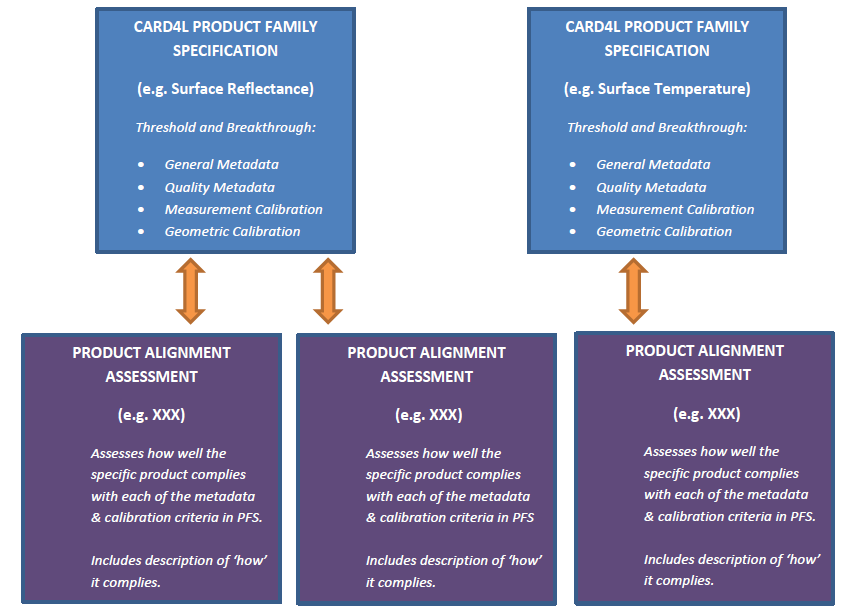 CARD4L PRODUCT FAMILY
SPECIFICATION
(e.g. Surface Reflectance)
Threshold and Breakthrough:
• General Metadata
• Quality Metadata
• Measurement Calibration
• Geometric Calibration
CARD4L PRODUCT FAMILY
SPECIFICATION
(e.g. Surface Temperature)
Threshold and Breakthrough:
• General Metadata
• Quality Metadata
• Measurement Calibration
• Geometric Calibration
PRODUCT ALIGNMENT
ASSESSMENT
(e.g. XXX)
Assesses how well the
specific product complies
with each of the metadata
& calibration criteria in PFS.
Includes description of ‘how’
it complies.
PRODUCT ALIGNMENT
ASSESSMENT
(e.g. XXX)
Assesses how well the
specific product complies
with each of the metadata
& calibration criteria in PFS
Includes description of ‘how’
it complies.
PRODUCT ALIGNMENT
ASSESSMENT
(e.g. XXX)
Assesses how well the
specific product complies
with each of the metadata
& calibration criteria in PFS.
Includes description of ‘how’
it complies.